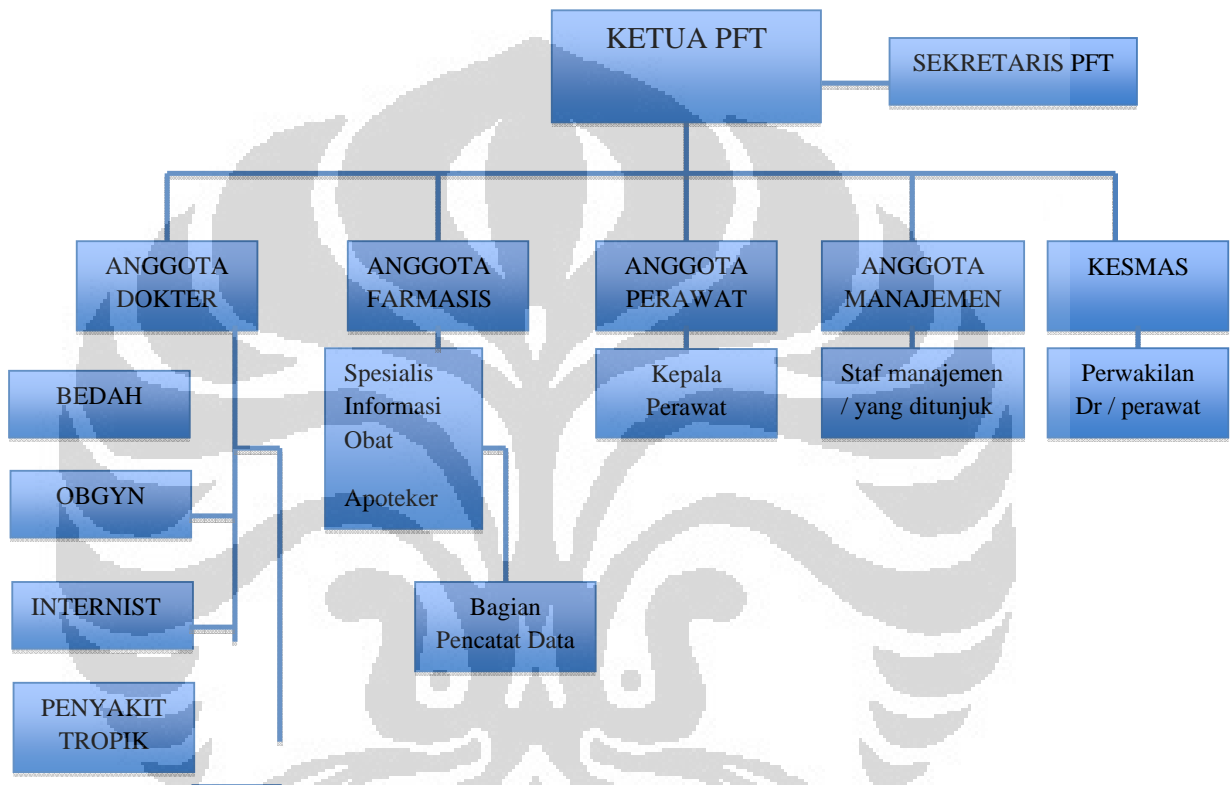 KETUA PFT
SEKRETARIS PFT
ANGGOTA
DOKTER
ANGGOTA
FARMASIS
ANGGOTA
PERAWAT
ANGGOTA
MANAJEMEN
KESMAS
BEDAH
OBGYN
INTERNIST
PENYAKIT
TROPIK
Spesialis
Informasi
Obat
Apoteker
Bagian
Pencatat Data
Kepala
Perawat
Staf manajemen
/ yang ditunjuk
Perwakilan
Dr / perawat